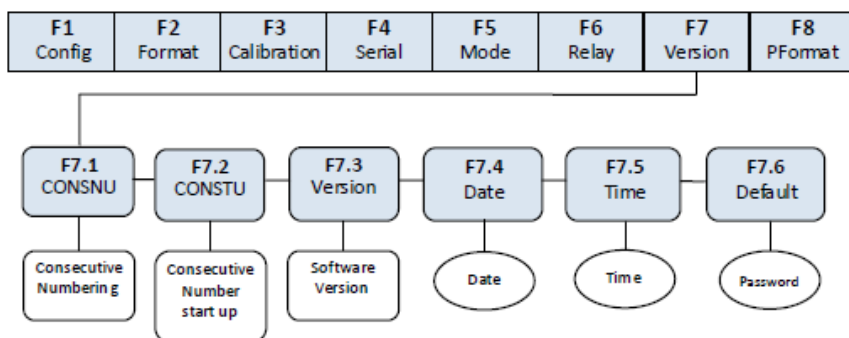 F1 F2 F3 F4 F5 F6 F7 F8
Config Format Calibration Serial Mode Relay Version PFormat
F7.1 F7.2 F7.3 F7.4 F7.5 F7.6
CONSNU CONSTU Version Date Time Default
Consecutive
Numbering
Consecutive
Number
start up
Software
Version
Date
Time
Password